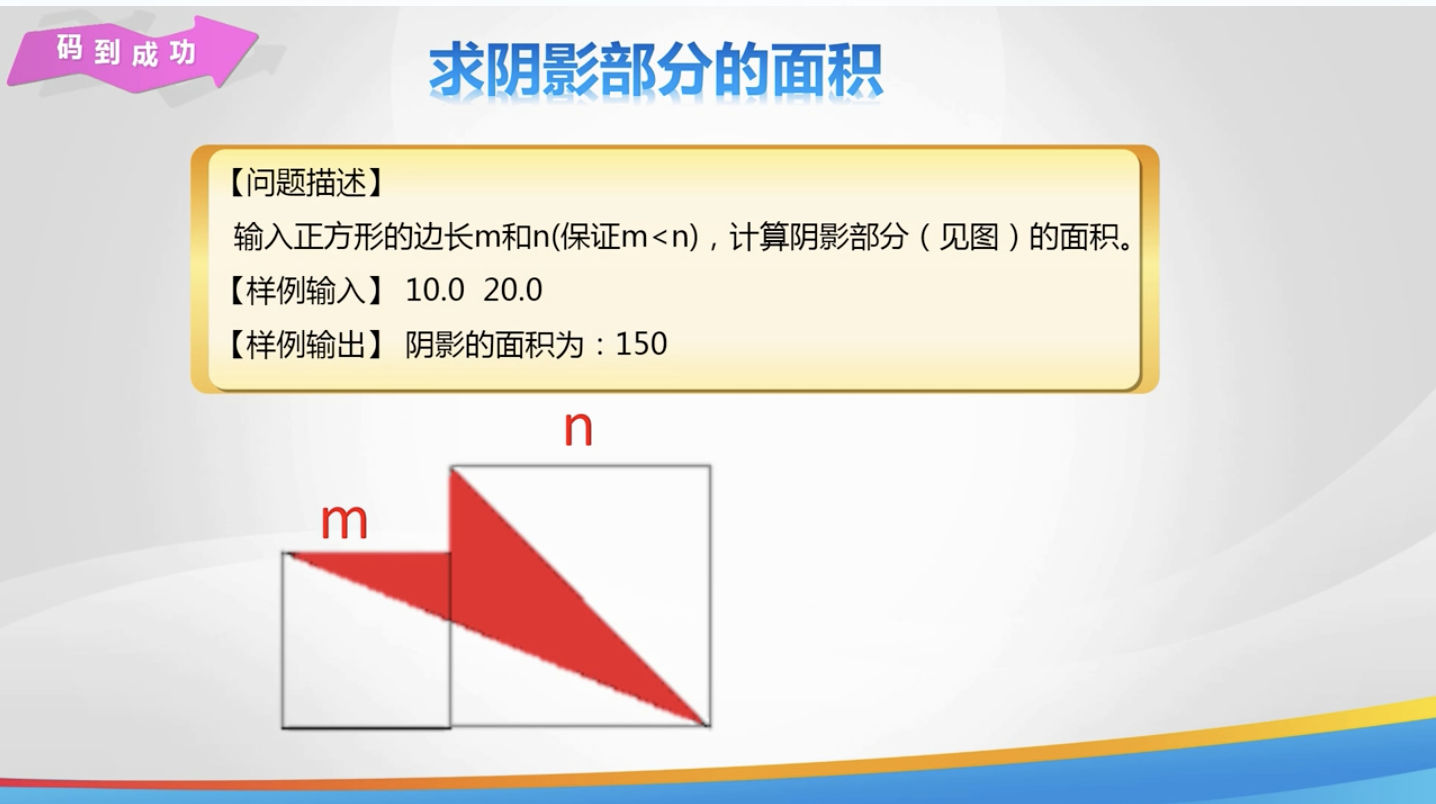 码到成功
求阴影部分的面积
【问题描述】
输入正方形的边长m和n(保证m<n)，计算阴影部分（见图）的面积。
【样例输入】 10.0 20.0
【样例输出】 阴影的面积为：150
n
m